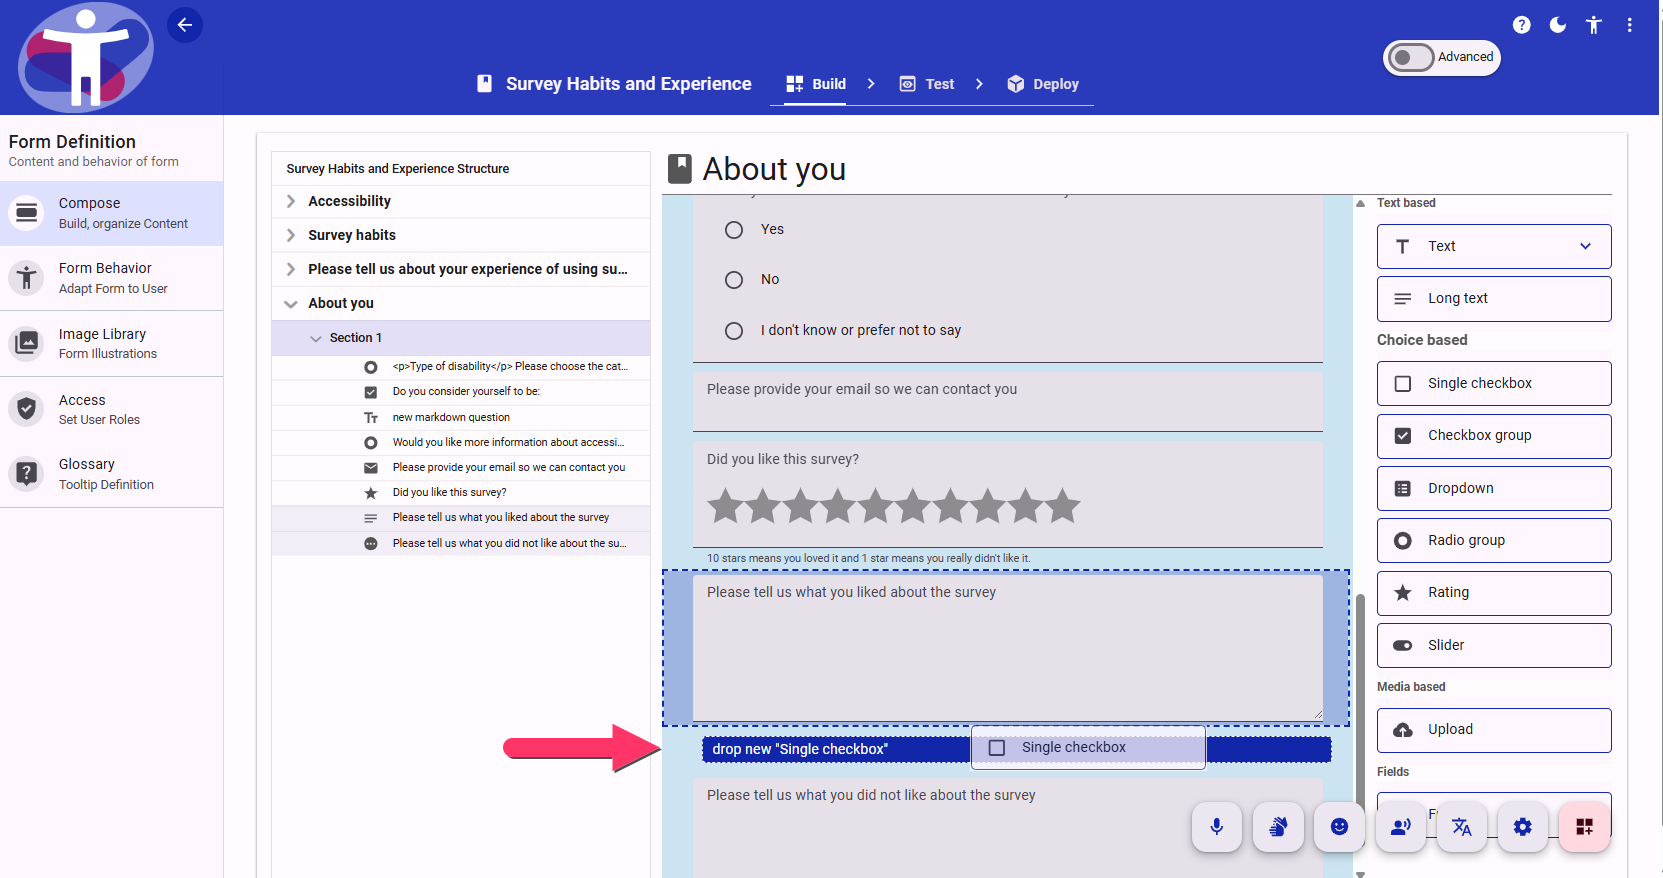 Advanced
Survey Habits and Experience
Build
Test
Deploy
Form Definition
Content and behavior of form
Compose
Build, organize Content
Form Behavior
Adapt Form to User
Image Library
Form Illustrations
Access
Set User Roles
Glossary
Tooltip Definition
Survey Habits and Experience Structure
Accessibility
Survey habits
Please tell us about your experience of using su...
About you
Section 1
<p>Type of disability</p> Please choose the cat...
Do you consider yourself to be:
new markdown question
Would you like more information about accessi...
Please provide your email so we can contact you
Did you like this survey?
Please tell us what you liked about the survey
Please tell us what you did not like about the su...
About you
Yes
No
I don't know or prefer not to say
Please provide your email so we can contact you
Did you like this survey?
10 stars means you loved it and 1 star means you really didn't like it.
Please tell us what you liked about the survey
drop new "Single checkbox"
Single checkbox
Please tell us what you did not like about the survey
Text based
Text
Long text
Choice based
Single checkbox
Checkbox group
Dropdown
Radio group
Rating
Slider
Media based
Upload
Fields